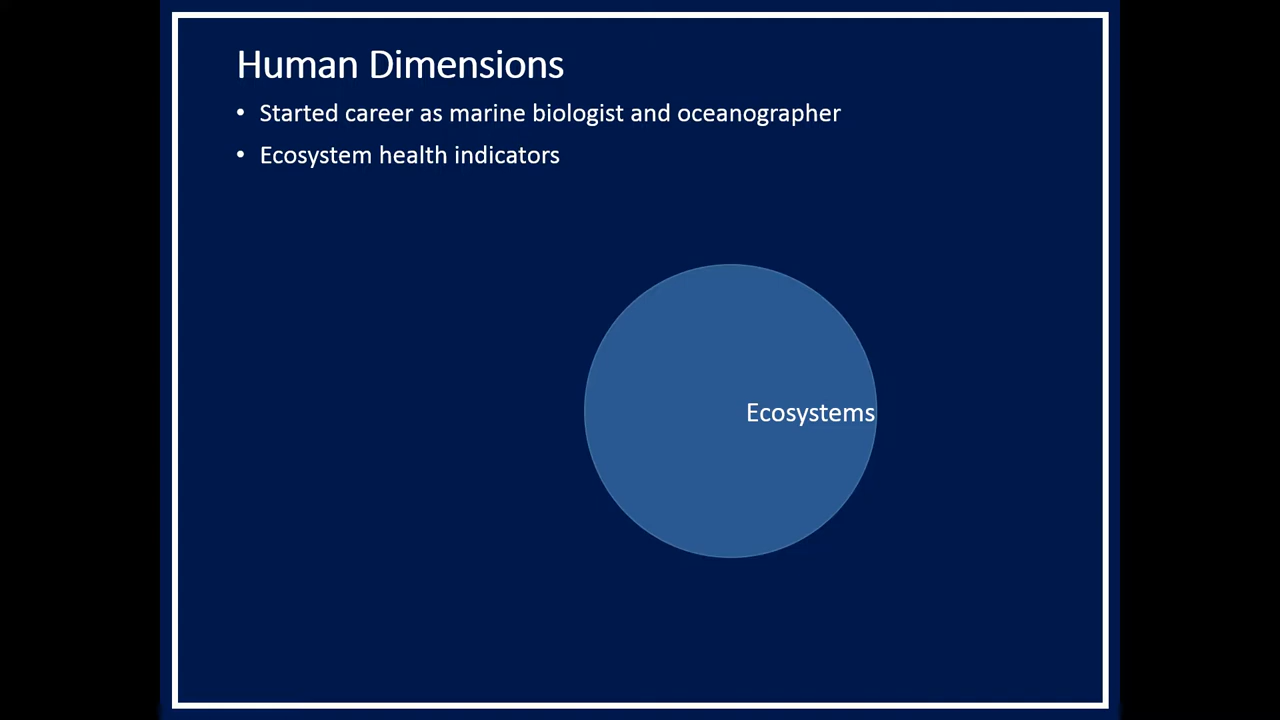 Human Dimensions
• Started career as marine biologist and oceanographer
• Ecosystem health indicators
Ecosystems